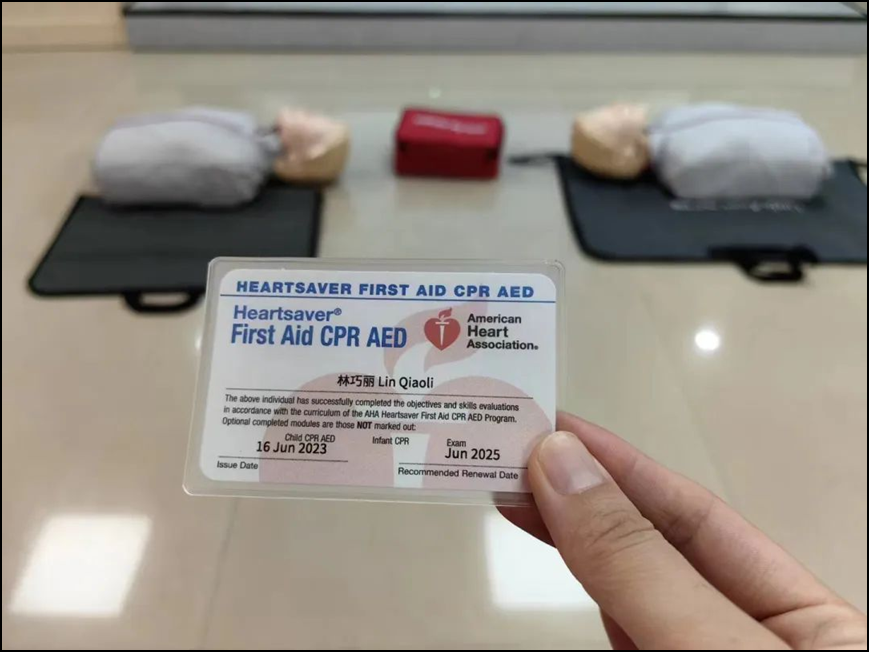 HEARTSAVER FIRST AID CPR AED
Heartsaver®
First Aid CPR AED
American
Heart
Association®
林巧丽 Lin Qiaoli
The above individual has successfully completed the objectives and skills evaluations
in accordance with the curriculum of the AHA Heartsaver First Aid CPR AED Program.
Optional completed modules are those NOT marked out:
Child CPR AED Infant CPR Exam
16 Jun 2023 Jun 2025
Issue Date Recommended Renewal Date